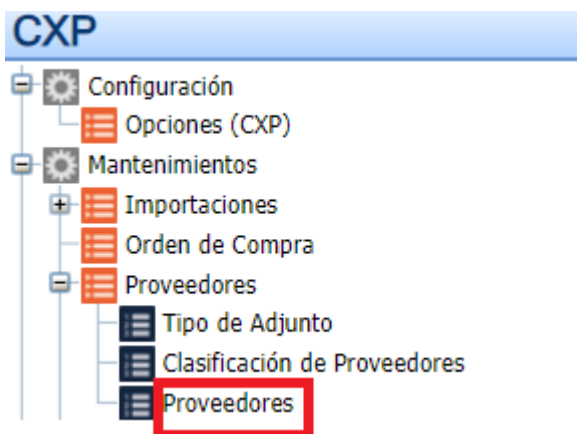 CXP
Configuración
Opciones (CXP)
Mantenimientos
Importaciones
Orden de Compra
Proveedores
Tipo de Adjunto
Clasificación de Proveedores
Proveedores